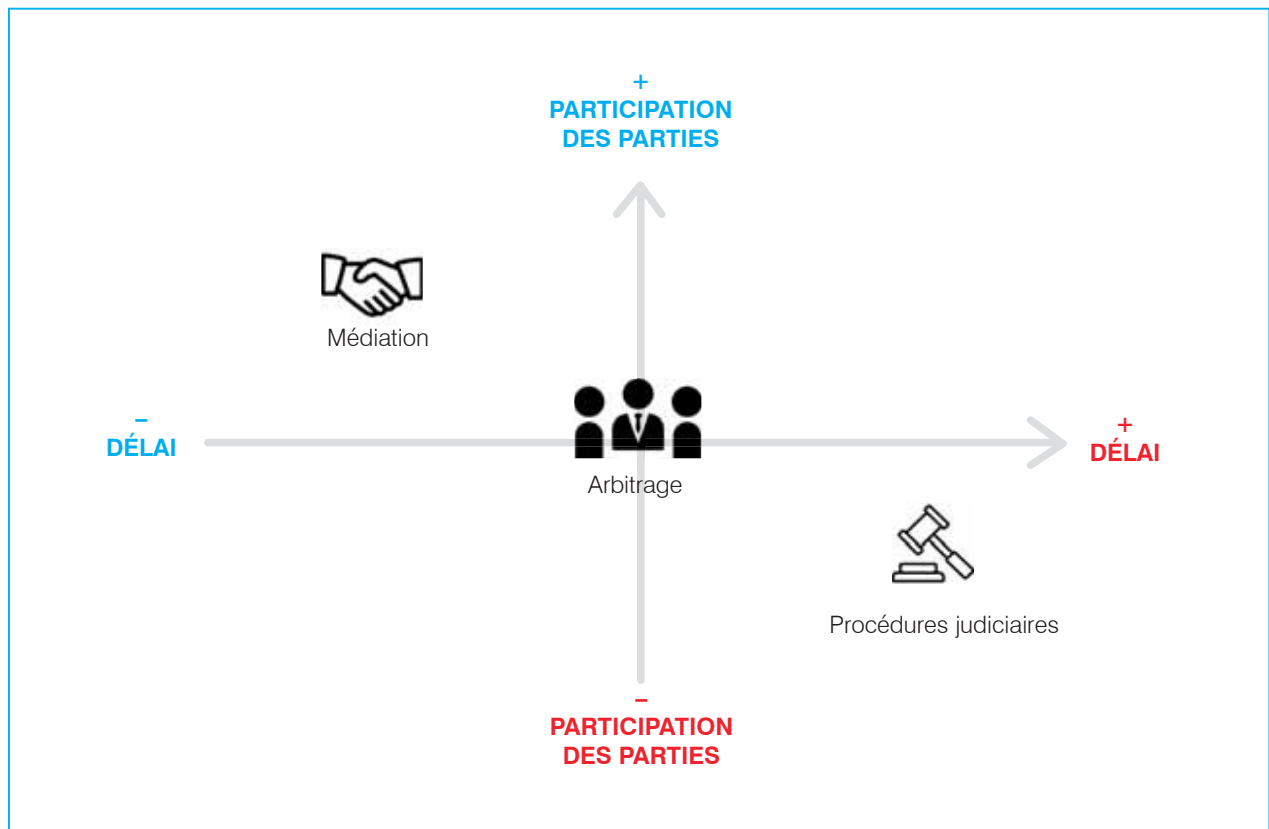 +
PARTICIPATION
DES PARTIES
Médiation
–
DÉLAI
+
DÉLAI
Arbitrage
Procédures judiciaires
–
PARTICIPATION
DES PARTIES